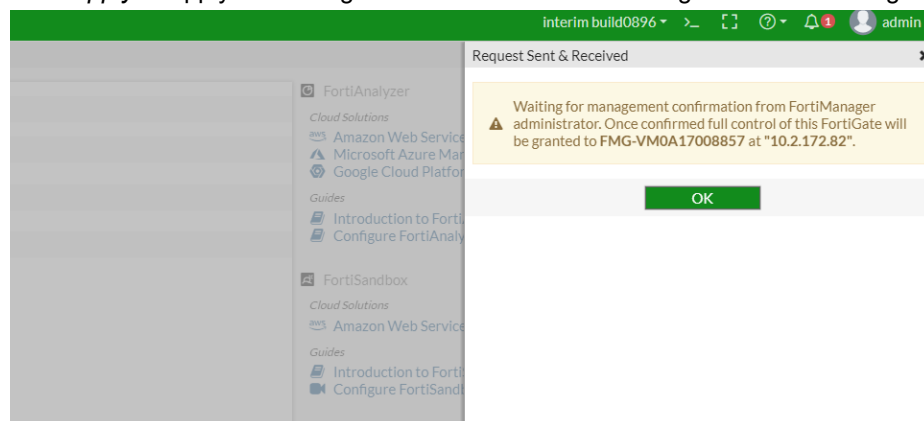 interim build0896 >_ ? 1 admin
Request Sent & Received
Waiting for management confirmation from FortiManager
administrator. Once confirmed full control of this FortiGate will
be granted to FMG-VM0A17008857 at "10.2.172.82".
OK
FortiAnalyzer
Cloud Solutions
aws Amazon Web Service
Microsoft Azure Mar
Google Cloud Platfor
Guides
Introduction to Forti
Configure FortiAnaly
FortiSandbox
Cloud Solutions
aws Amazon Web Service
Guides
Introduction to Forti
Configure FortiSandb